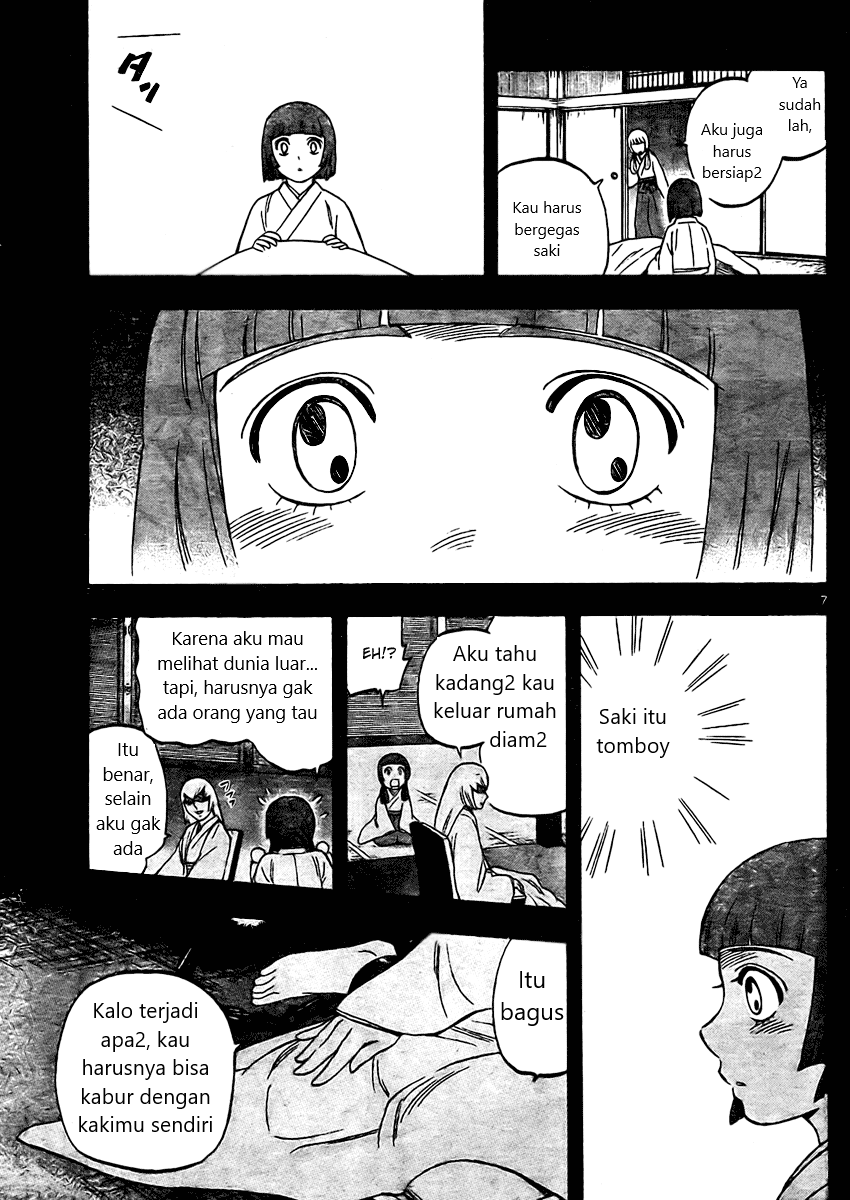 Ya
sudah
lah,
Aku juga
harus
bersiap2
Kau harus
bergegas
saki
ダッ
7
Saki itu
tomboy
Aku tahu
kadang2 kau
keluar rumah
diam2
EH!?
Karena aku mau
melihat dunia luar...
tapi, harusnya gak
ada orang yang tau
Itu
benar,
selain
aku gak
ada
Itu
bagus
Kalo terjadi
apa2, kau
harusnya bisa
kabur dengan
kakimu sendiri